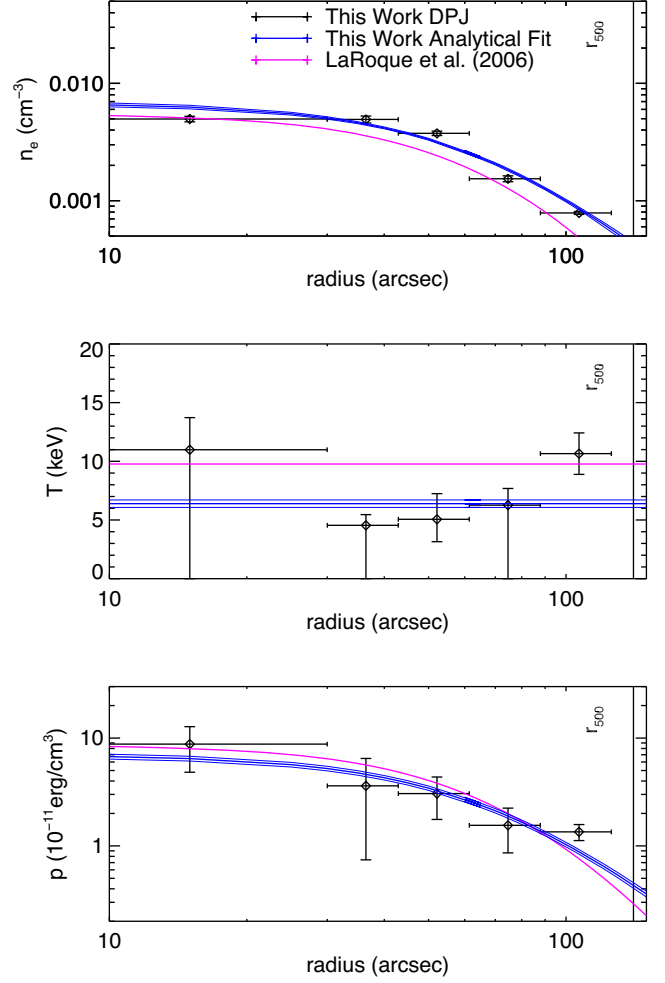 This Work DPJ
This Work Analytical Fit
LaRoque et al. (2006)
r500
0.010
0.001
nₑ (cm⁻³)
10
100
radius (arcsec)
20
15
10
5
0
T (keV)
r500
10
100
radius (arcsec)
10
1
p (10⁻¹¹erg/cm³)
r500
10
100
radius (arcsec)